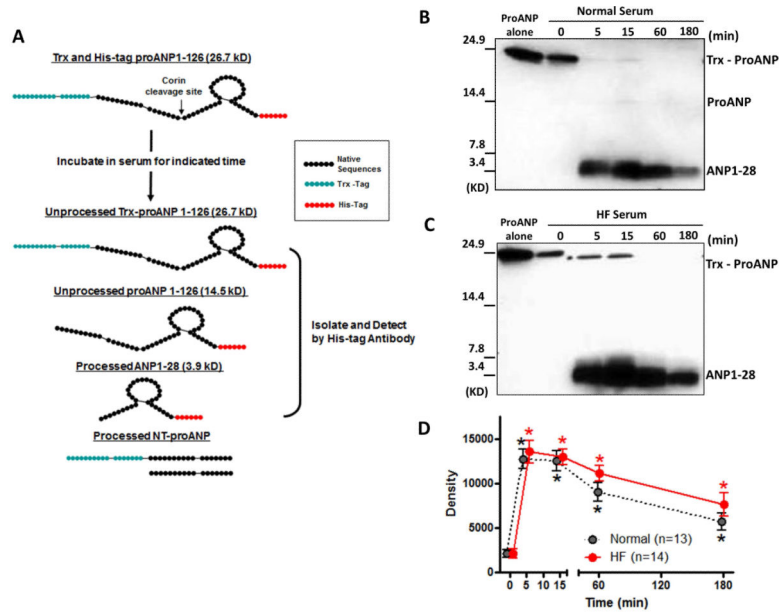 A
Trx and His-tag proANP1-126 (26.7 kD)
Corin
cleavage site
Incubate in serum for indicated time
Native
Sequences
Trx -Tag
His-Tag
Unprocessed Trx-proANP 1-126 (26.7 kD)
Unprocessed proANP 1-126 (14.5 kD)
Processed ANP1-28 (3.9 kD)
Processed NT-proANP
Isolate and Detect
by His-tag Antibody
B
Normal Serum
ProANP
alone
0 5 15 60 180 (min)
24.9
14.4
7.8
3.4
(KD)
Trx - ProANP
ProANP
ANP1-28
C
HF Serum
ProANP
alone
0 5 15 60 180 (min)
24.9
14.4
7.8
3.4
(KD)
Trx - ProANP
ANP1-28
D
15000
10000
5000
0
Density
* * * * * * * *
Normal (n=13)
HF (n=14)
0 5 10 15 60 120 180
Time (min)